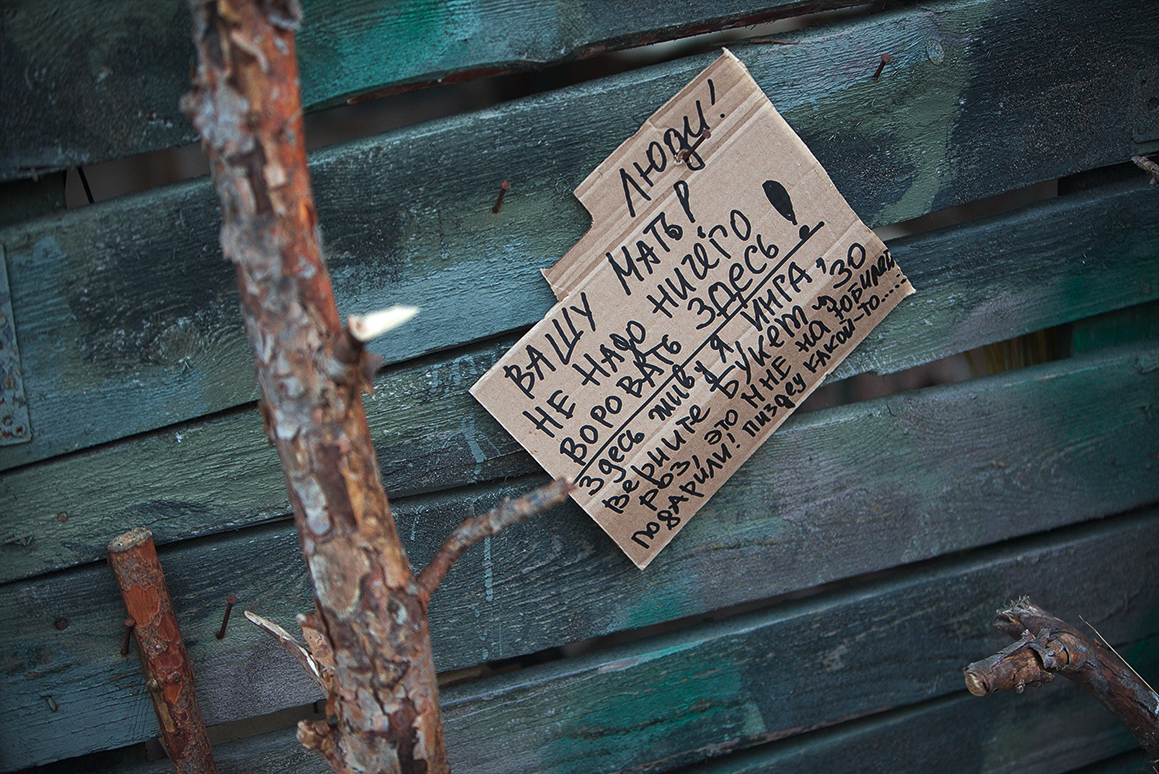 ЛЮДИ!
ВАШУ МАТЬ?
НЕ НАДО НИЧЕГО
ВОРОВАТЬ ЗДЕСЬ!
Здесь живу Я ИНГА,
верните БУКЕТ из 30
РОЗ, это МНЕ НА ЮБИЛЕЙ
ПОДАРИЛИ! ПИЗДЕЦ КАКОЙ-ТО.....